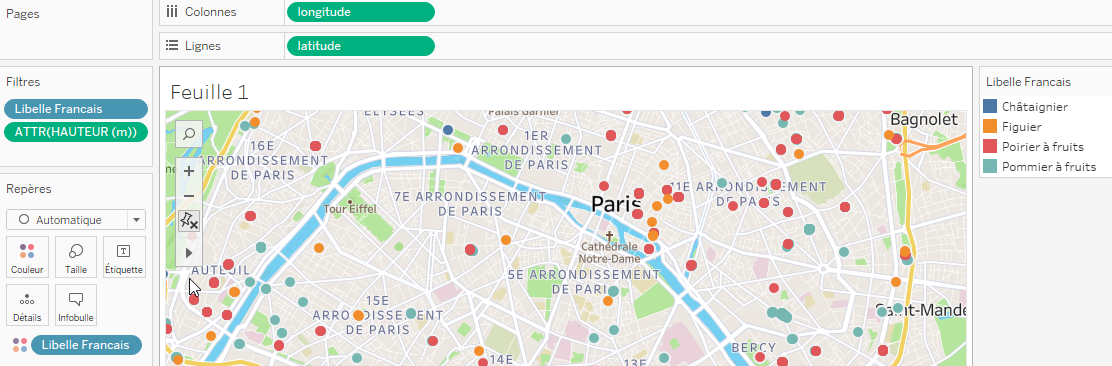 Pages
Colonnes
longitude
Lignes
latitude
Filtres
Libelle Francais
ATTR(HAUTEUR (m))
Repères
Automatique
Couleur
Taille
Étiquette
Détails
Infobulle
Libelle Francais
Feuille 1
ELYSÉES
Palais Garnier
Bagnolet
16E
ARRONDISSEMENT
DE PARIS
1ER
ARRONDISSEMENT
DE PARIS
7E ARRONDISSEMENT
DE PARIS
11E ARRONDISSEMENT
DE PARIS
Tour Eiffel
Paris
Cathédrale
Notre-Dame
AUTEUIL
5E ARRONDISSEMENT
DE PARIS
15E
ARRONDISSEMENT
DE PARIS
Saint-Mande
BERCY
14E
13E
Libelle Francais
Châtaignier
Figuier
Poirier à fruits
Pommier à fruits